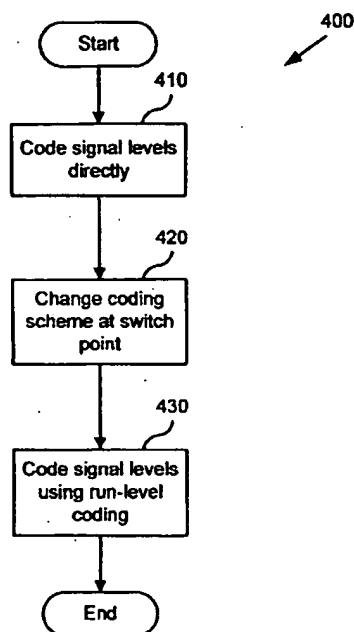 400
Start
410
Code signal levels
directly
420
Change coding
scheme at switch
point
430
Code signal levels
using run-level
coding
End